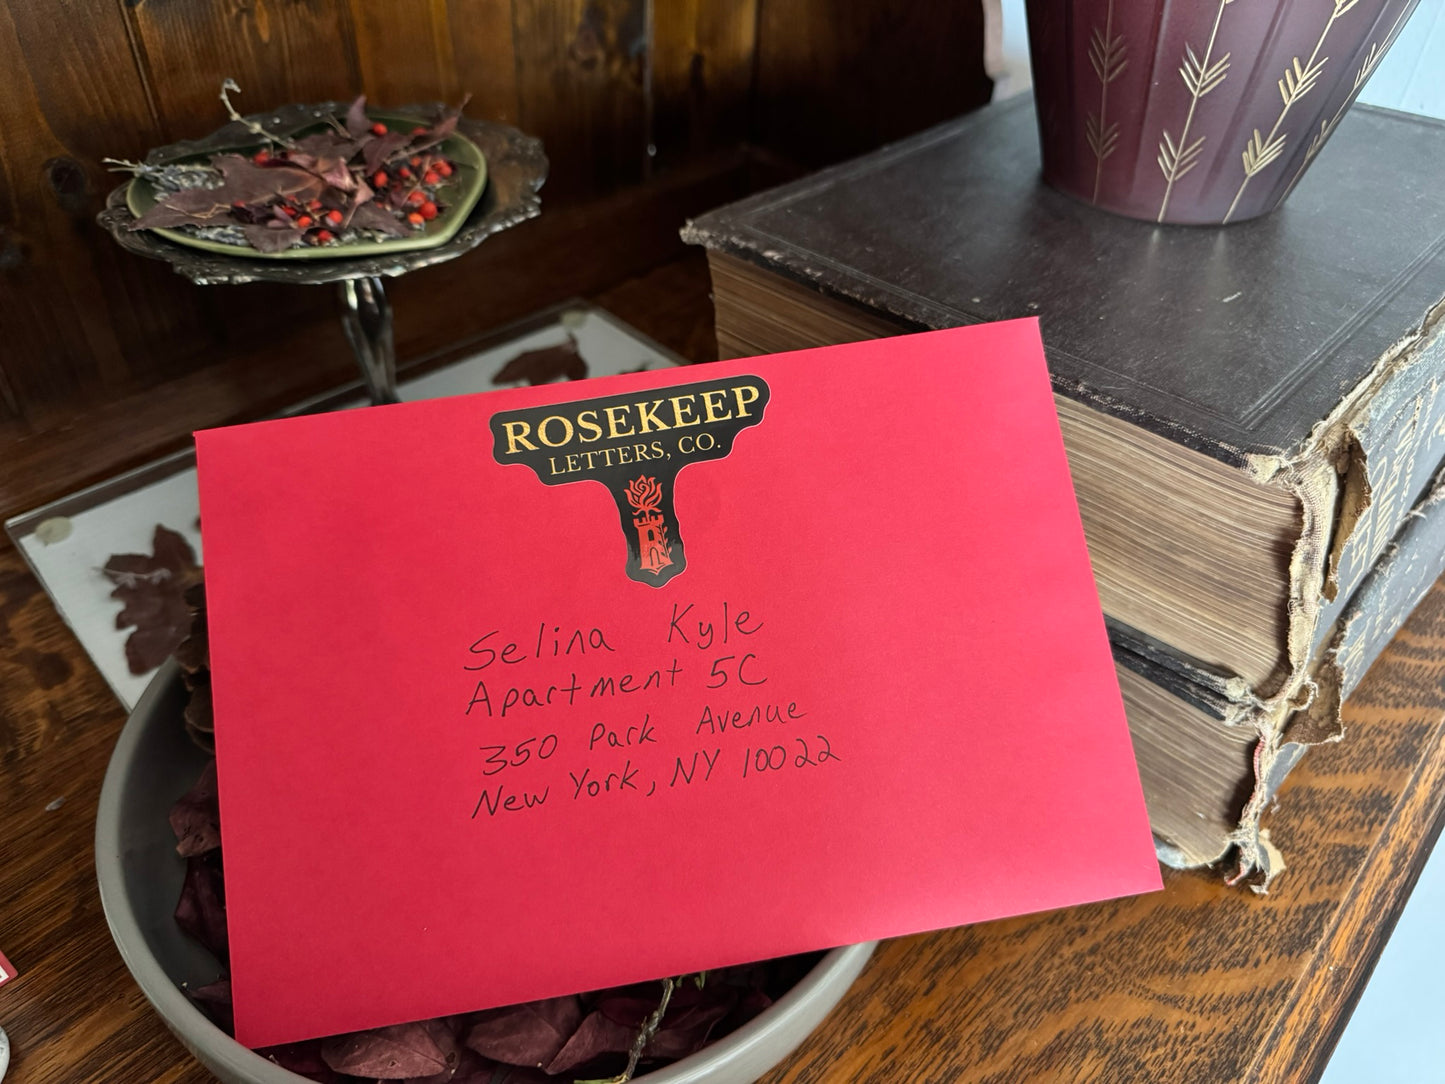 ROSEKEEP
LETTERS, CO.
Selina Kyle
Apartment 5C
350 Park Avenue
New York, NY 10022